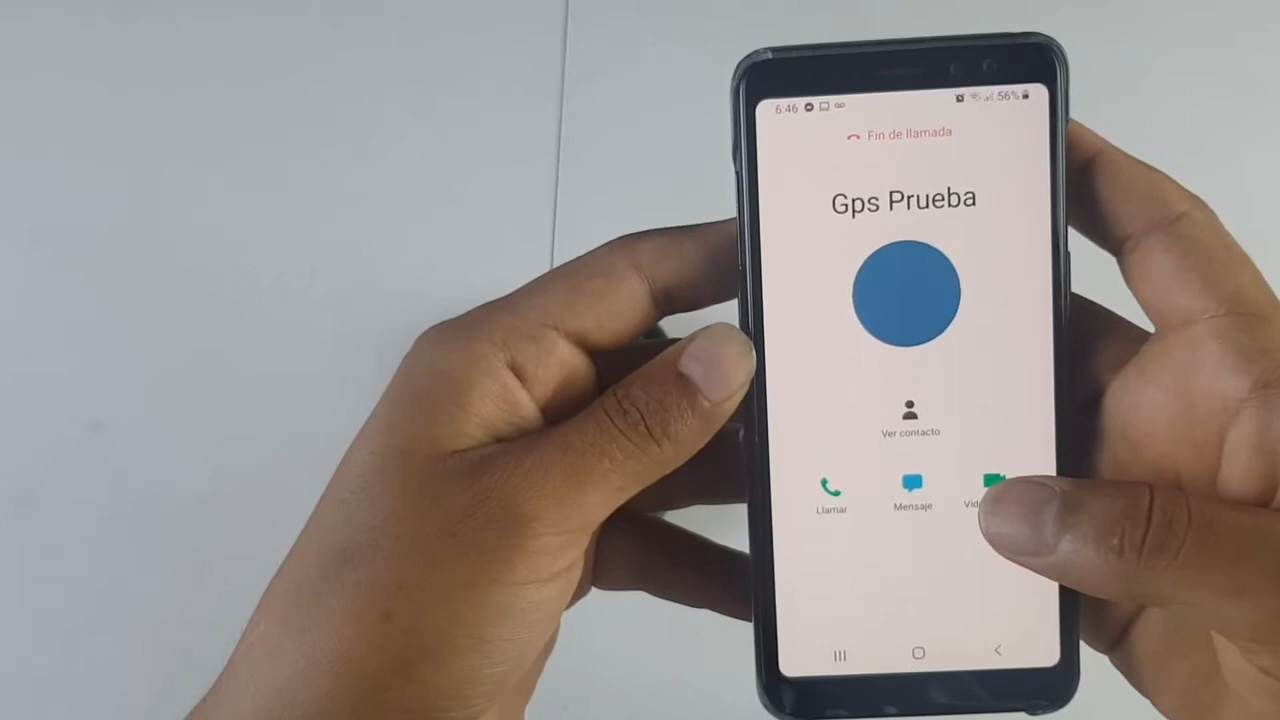 6:46 56%
Fin de llamada
Gps Prueba
Ver contacto
Llamar Mensaje